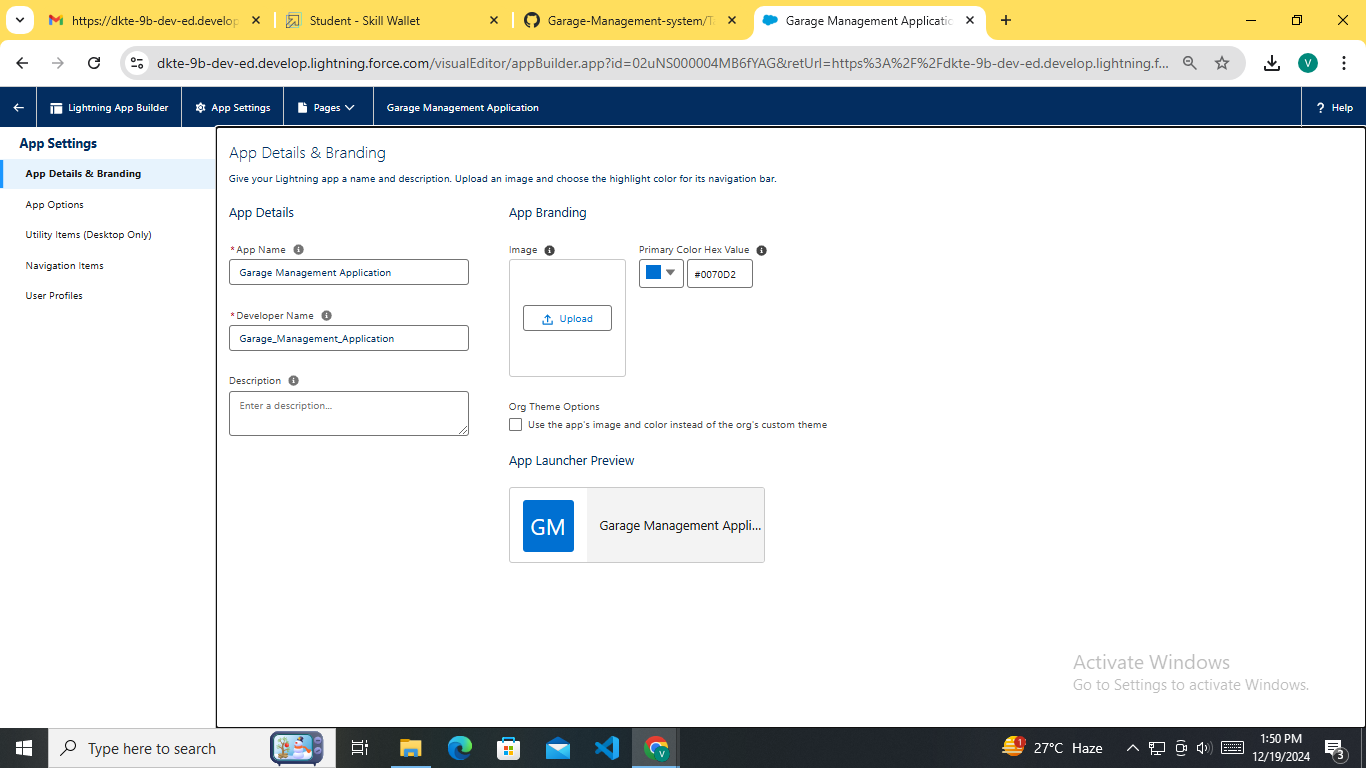 https://dkte-9b-dev-ed.develop
Student - Skill Wallet
Garage-Management-system/Ta
Garage Management Applicatio
dkte-9b-dev-ed.develop.lightning.force.com/visualEditor/appBuilder.app?id=02uNS000004MB6fYAG&retUrl=https%3A%2F%2Fdkte-9b-dev-ed.develop.lightning.f...
V
Lightning App Builder
App Settings
Pages
Garage Management Application
? Help
App Settings
App Details & Branding
App Options
Utility Items (Desktop Only)
Navigation Items
User Profiles
App Details & Branding
Give your Lightning app a name and description. Upload an image and choose the highlight color for its navigation bar.
App Details
*App Name
Garage Management Application
*Developer Name
Garage_Management_Application
Description
Enter a description...
App Branding
Image
Upload
Primary Color Hex Value
#0070D2
Org Theme Options
Use the app's image and color instead of the org's custom theme
App Launcher Preview
GM
Garage Management Appli...
Activate Windows
Go to Settings to activate Windows.
Type here to search
V
1
27°C Haze
1:50 PM
12/19/2024
3